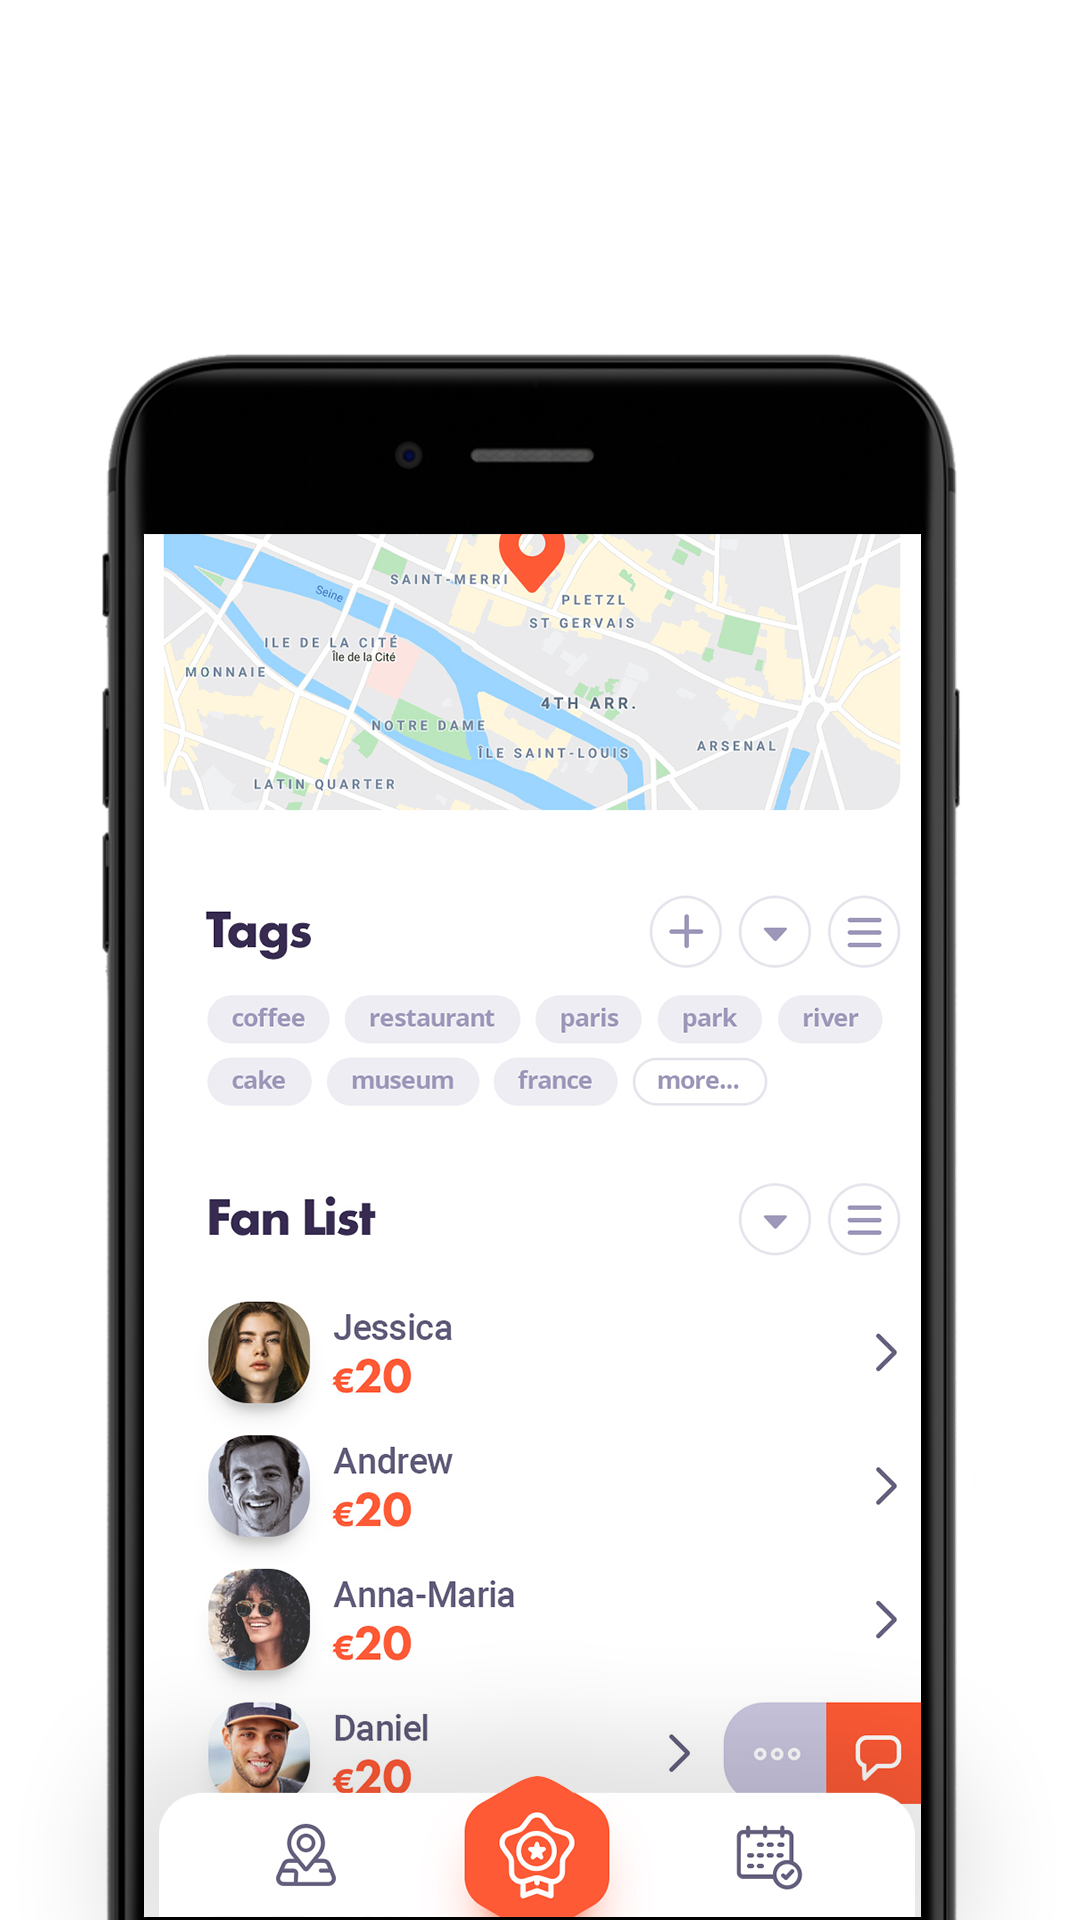 SAINT-MERRI
Seine
PLETZL
ST GERVAIS
ILE DE LA CITÉ
Île de la Cité
MONNAIE
4TH ARR.
NOTRE DAME
ÎLE SAINT-LOUIS
ARSENAL
LATIN QUARTER
Tags
coffee restaurant paris park river
cake museum france more...
Fan List
Jessica
€20
Andrew
€20
Anna-Maria
€20
Daniel
€20